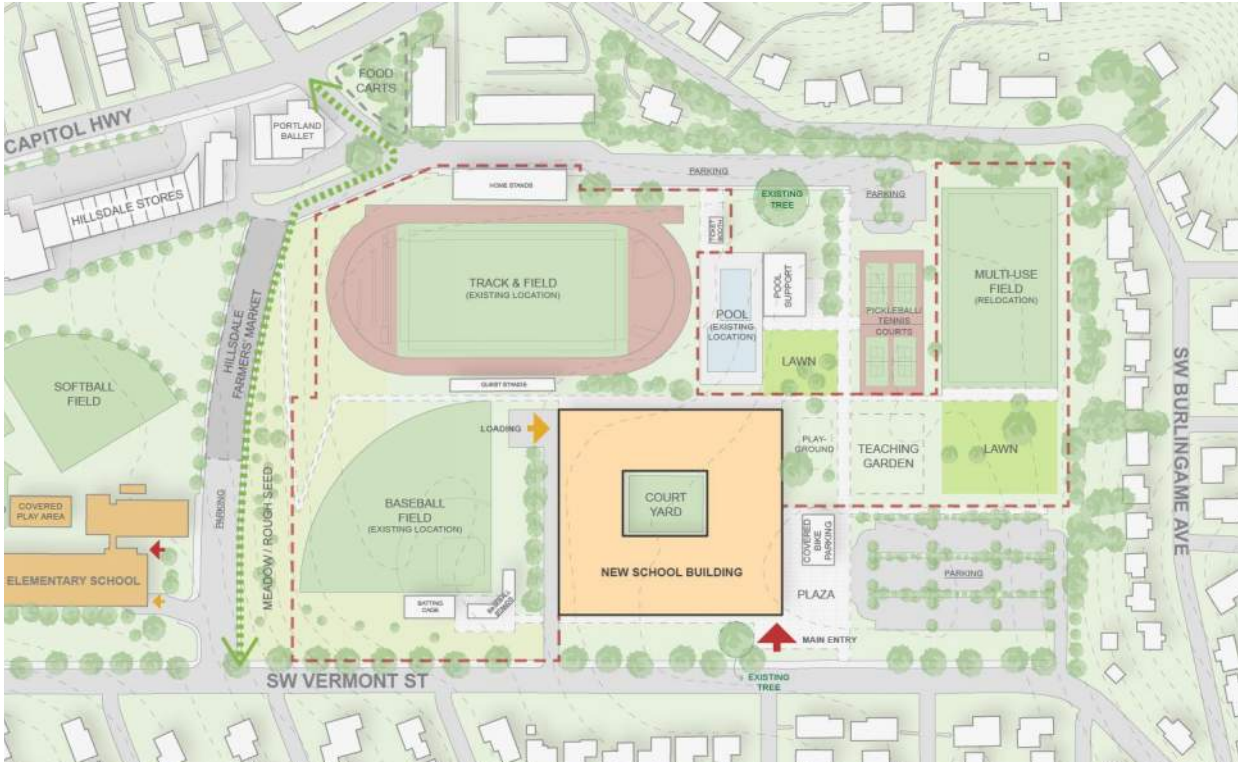 FOOD
CARTS
CAPITOL HWY
PORTLAND
BALLET
HILLSDALE STORES
HOME STANDS
PARKING
EXISTING
TREE
PARKING
TICKET
BOOTH
TRACK & FIELD
(EXISTING LOCATION)
POOL
(EXISTING
LOCATION)
POOL
SUPPORT
PICKLEBALL/
TENNIS
COURTS
MULTI-USE
FIELD
(RELOCATION)
HILLSDALE
FARMERS' MARKET
SOFTBALL
FIELD
GUEST STANDS
LAWN
SW BURLINGAME AVE
LOADING
PLAY-
GROUND
TEACHING
GARDEN
LAWN
BASEBALL
FIELD
(EXISTING LOCATION)
COURT
YARD
COVERED
PLAY AREA
PARKING
MEADOW / ROUGH SEED
COVERED
BIKE
PARKING
NEW SCHOOL BUILDING
PARKING
ELEMENTARY SCHOOL
BATTING
CAGE
BASEBALL
PLAZA
MAIN ENTRY
SW VERMONT ST
EXISTING
TREE